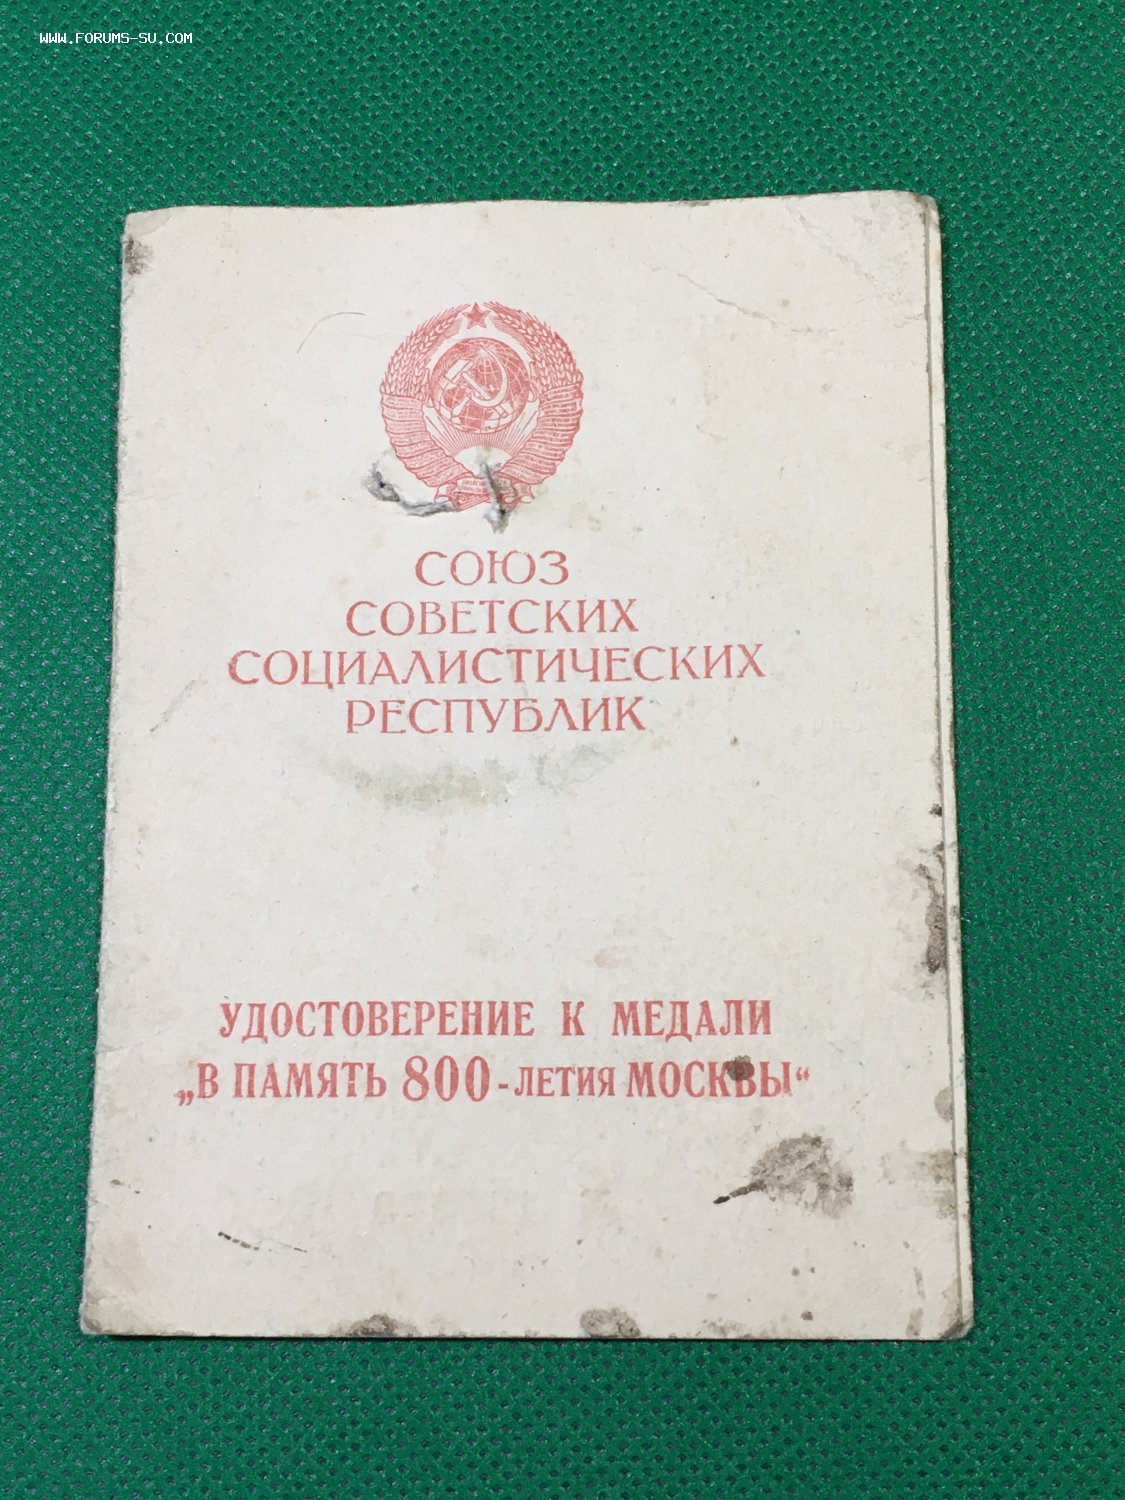 WWW.FORUMS-SU.COM
СОЮЗ
СОВЕТСКИХ
СОЦИАЛИСТИЧЕСКИХ
РЕСПУБЛИК
УДОСТОВЕРЕНИЕ К МЕДАЛИ
„В ПАМЯТЬ 800-ЛЕТИЯ МОСКВЫ“